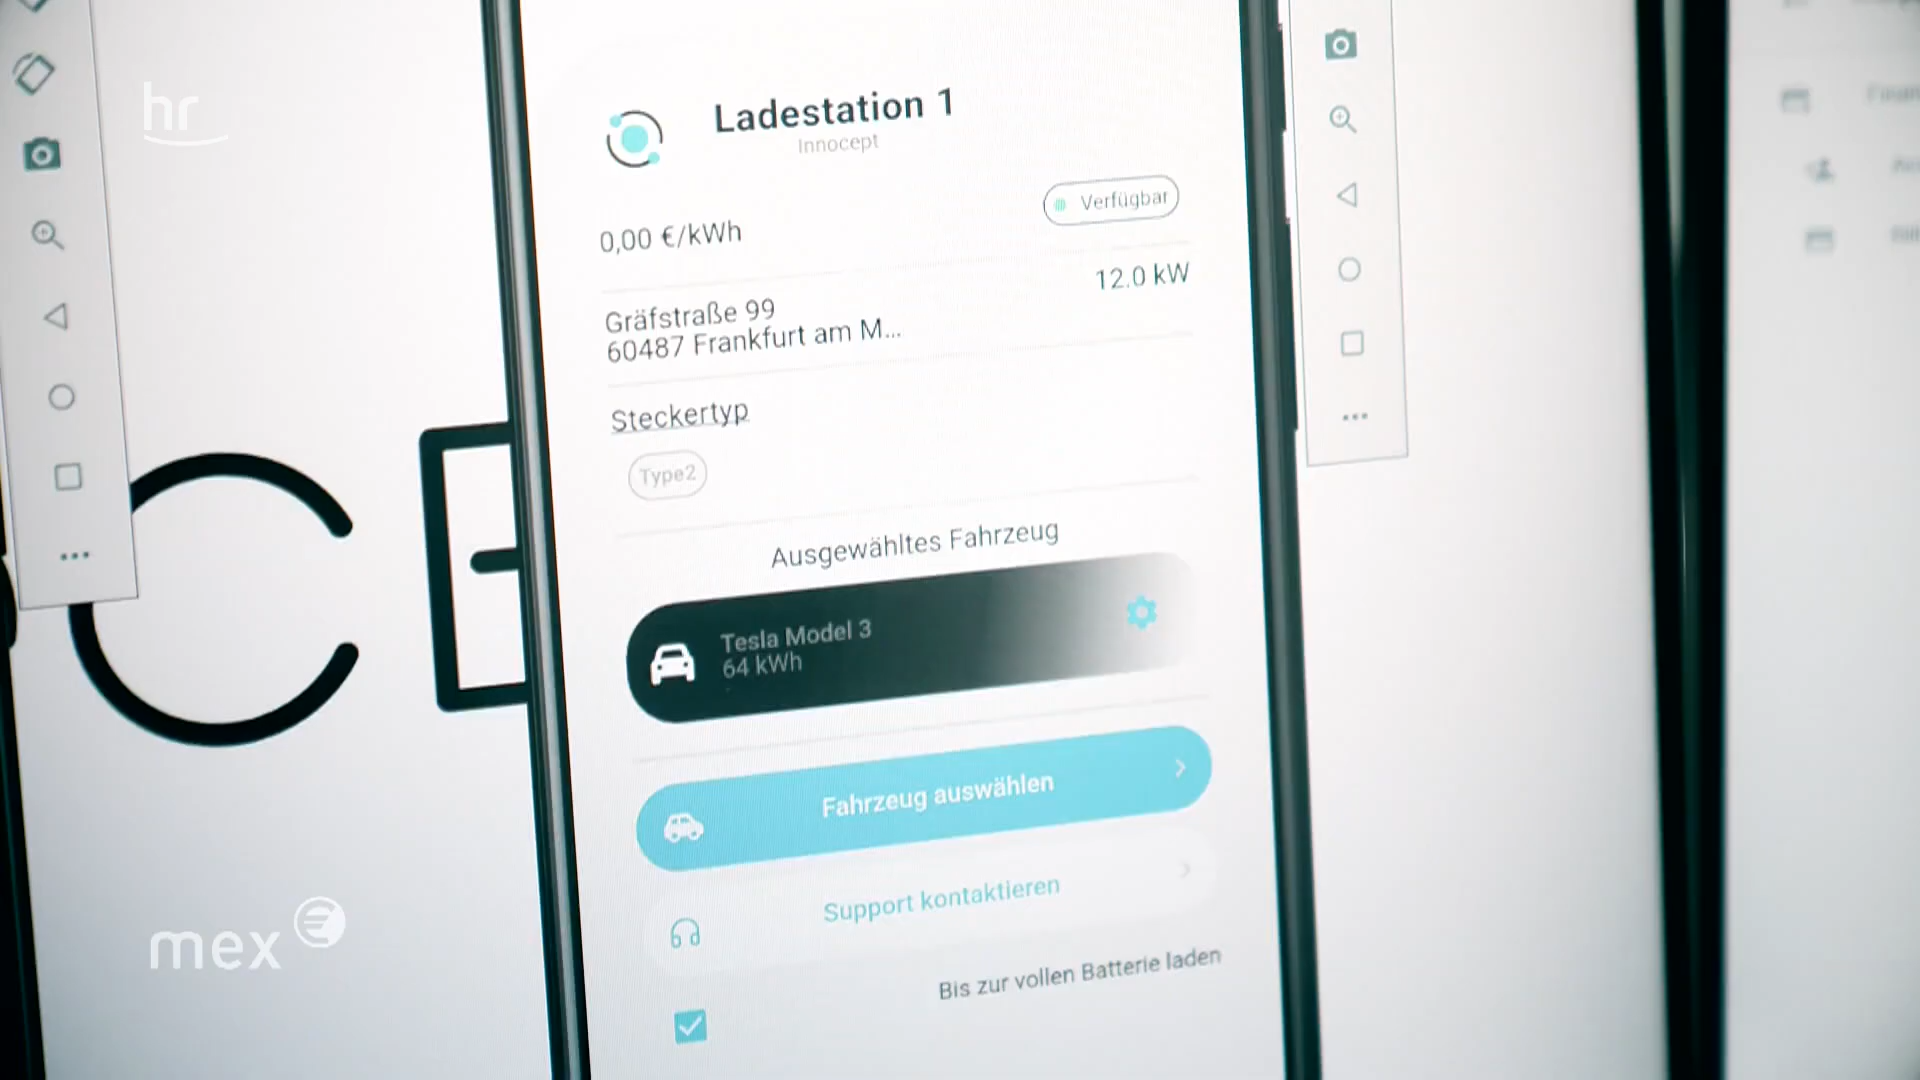 hr
Ladestation 1
Innocept
Verfügbar
0,00 €/kWh
12.0 kW
Gräfstraße 99
60487 Frankfurt am M...
Steckertyp
Type2
Ausgewähltes Fahrzeug
Tesla Model 3
64 kWh
Fahrzeug auswählen
Support kontaktieren
Bis zur vollen Batterie laden
mex
CE